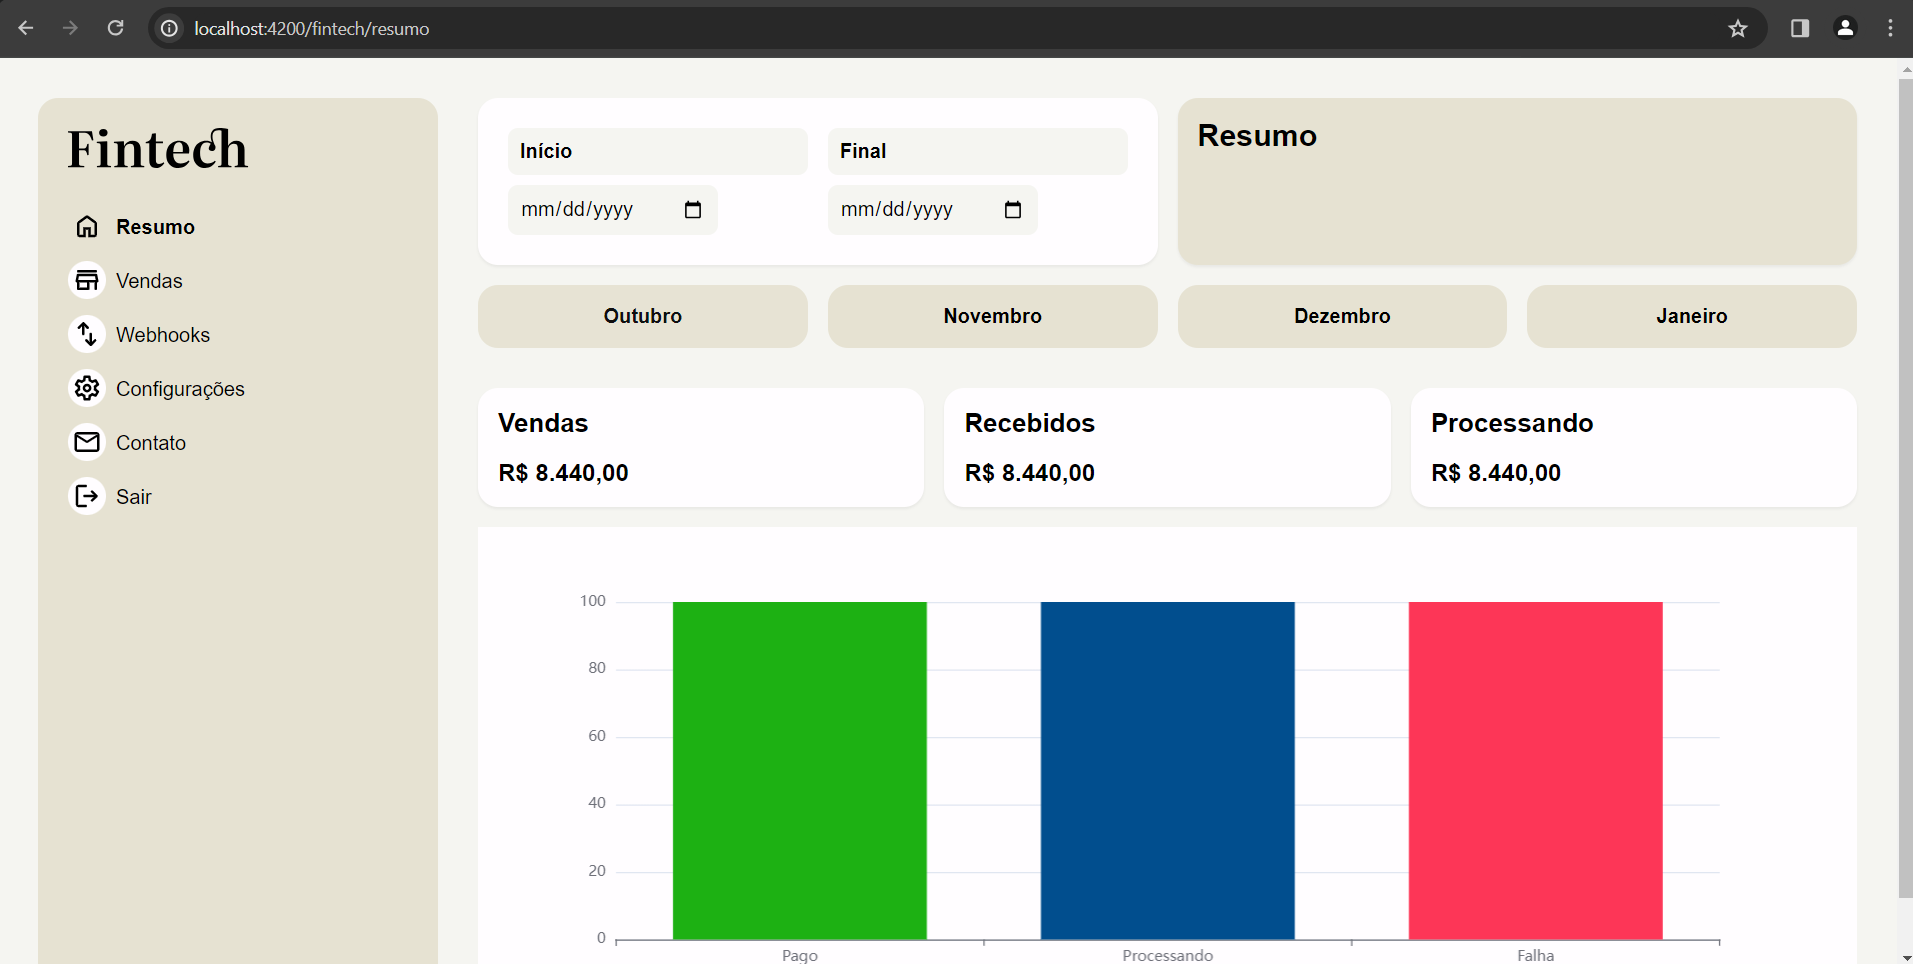 localhost:4200/fintech/resumo
Fintech
Resumo
Vendas
Webhooks
Configurações
Contato
Sair
Início
Final
mm/dd/yyyy
mm/dd/yyyy
Resumo
Outubro
Novembro
Dezembro
Janeiro
Vendas
R$ 8.440,00
Recebidos
R$ 8.440,00
Processando
R$ 8.440,00
100
80
60
40
20
0
Pago
Processando
Falha